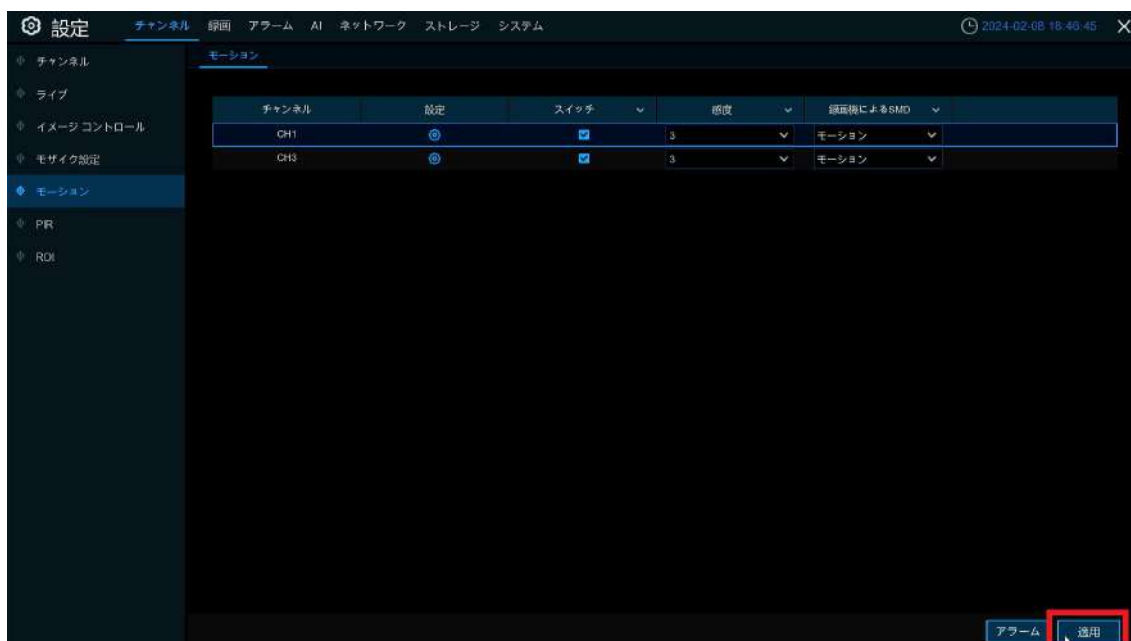 設定 チャンネル 録画 アラーム AI ネットワーク ストレージ システム 2024-02-08 18:46:45
チャンネル
ライブ
イメージコントロール
モザイク設定
モーション
PIR
ROI
モーション
チャンネル 設定 スイッチ 感度 録画機によるSMD
CH1 3 モーション
CH3 3 モーション
アラーム 適用